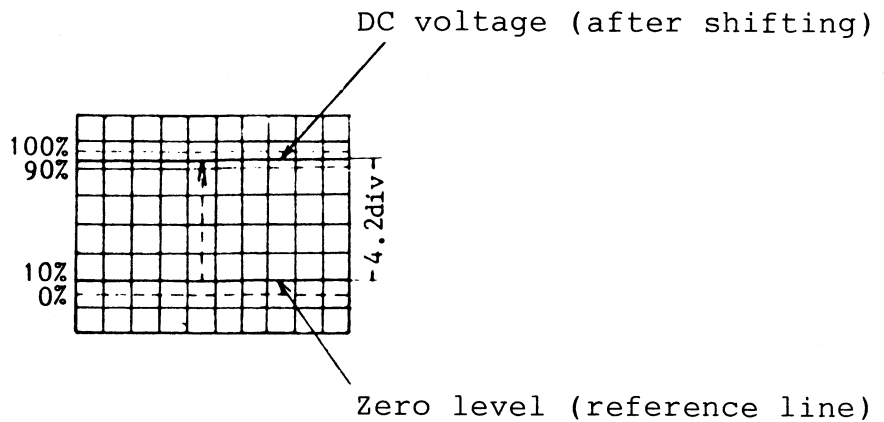 DC voltage (after shifting)
100%
90%
4.2div
10%
0%
Zero level (reference line)